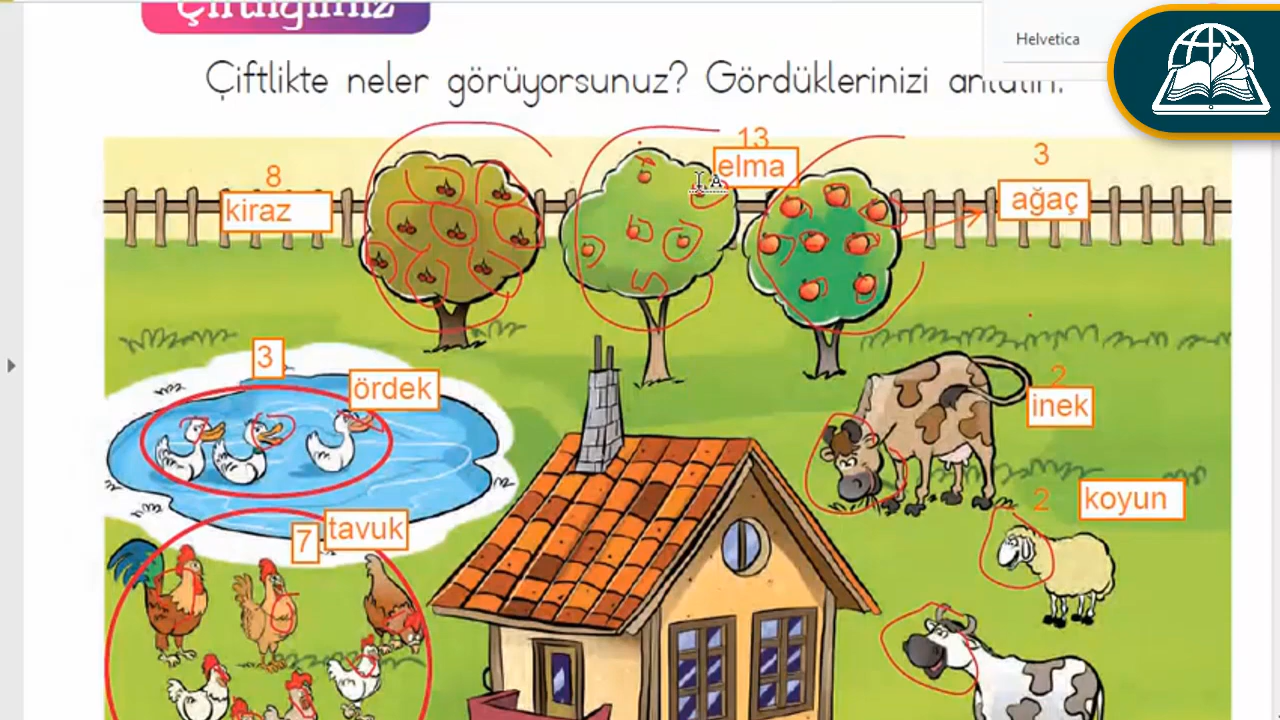 Çiftliğimiz
Helvetica
Çiftlikte neler görüyorsunuz? Gördüklerinizi anlatın.
13
elma
3
ağaç
8
kiraz
3
ördek
2
inek
2
koyun
7
tavuk